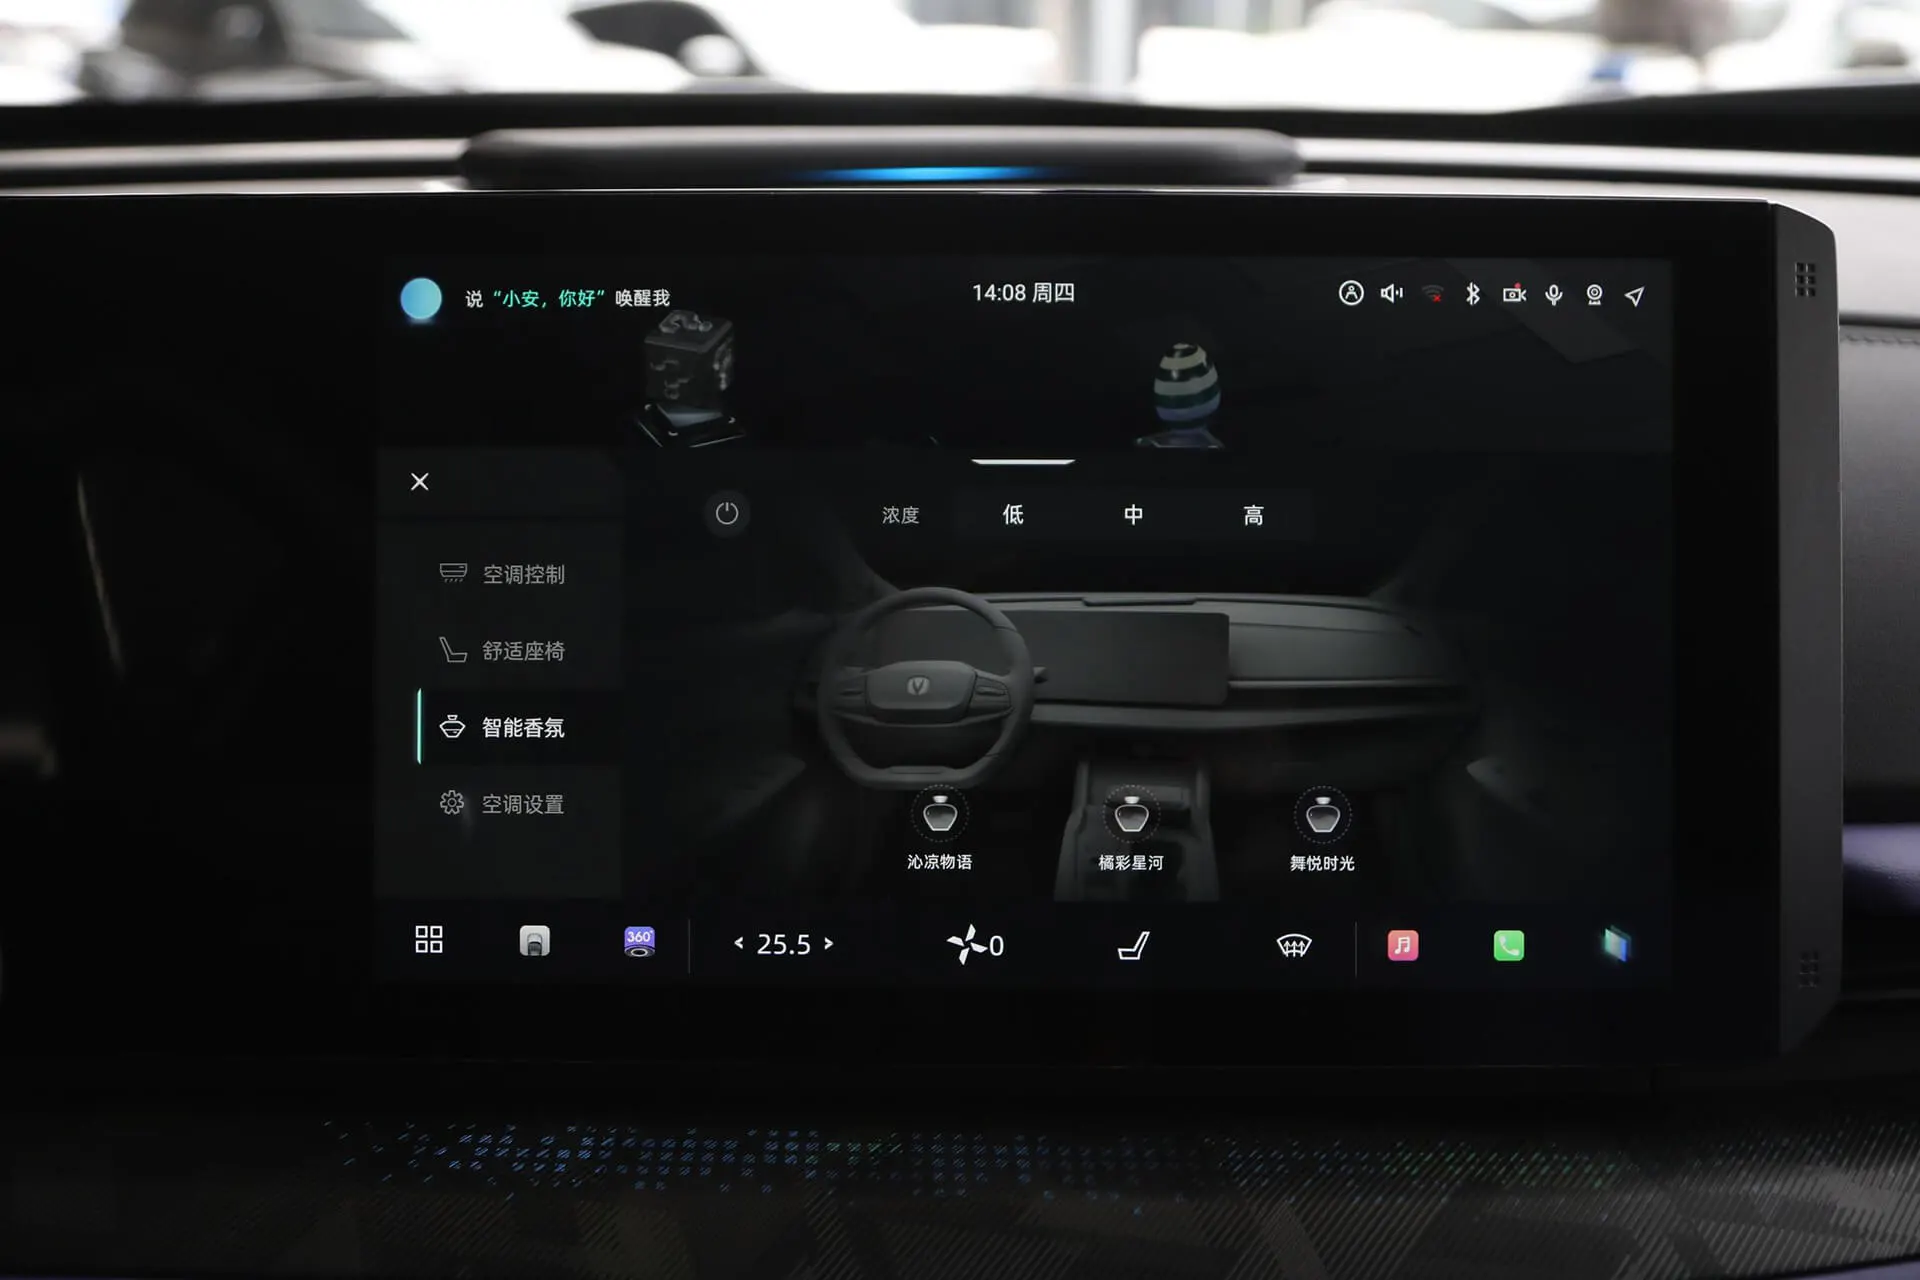 说“小安，你好”唤醒我
14:08 周四
浓度 低 中 高
空调控制
舒适座椅
智能香氛
空调设置
沁凉物语 橘彩星河 舞悦时光
360°
< 25.5 >
0